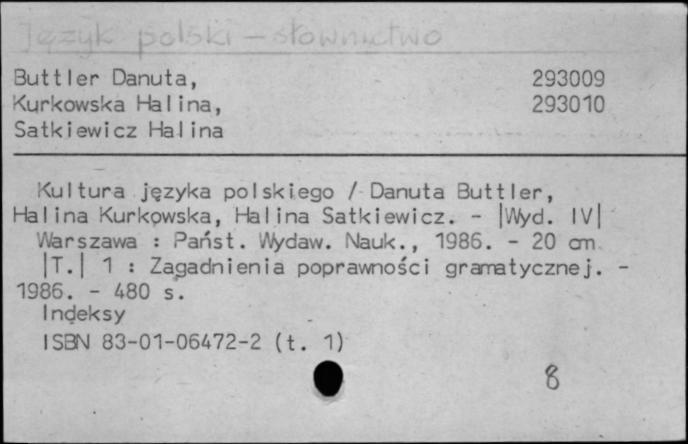 Język polski - słownictwo
Buttler Danuta, 293009
Kurkowska Halina, 293010
Satkiewicz Halina
Kultura języka polskiego / Danuta Buttler,
Halina Kurkowska, Halina Satkiewicz. - |Wyd. IV|
Warszawa : Państ. Wydaw. Nauk., 1986. - 20 cm
|T.| 1 : Zagadnienia poprawności gramatycznej. -
1986. - 480 s.
Indeksy
ISBN 83-01-06472-2 (t. 1)
8